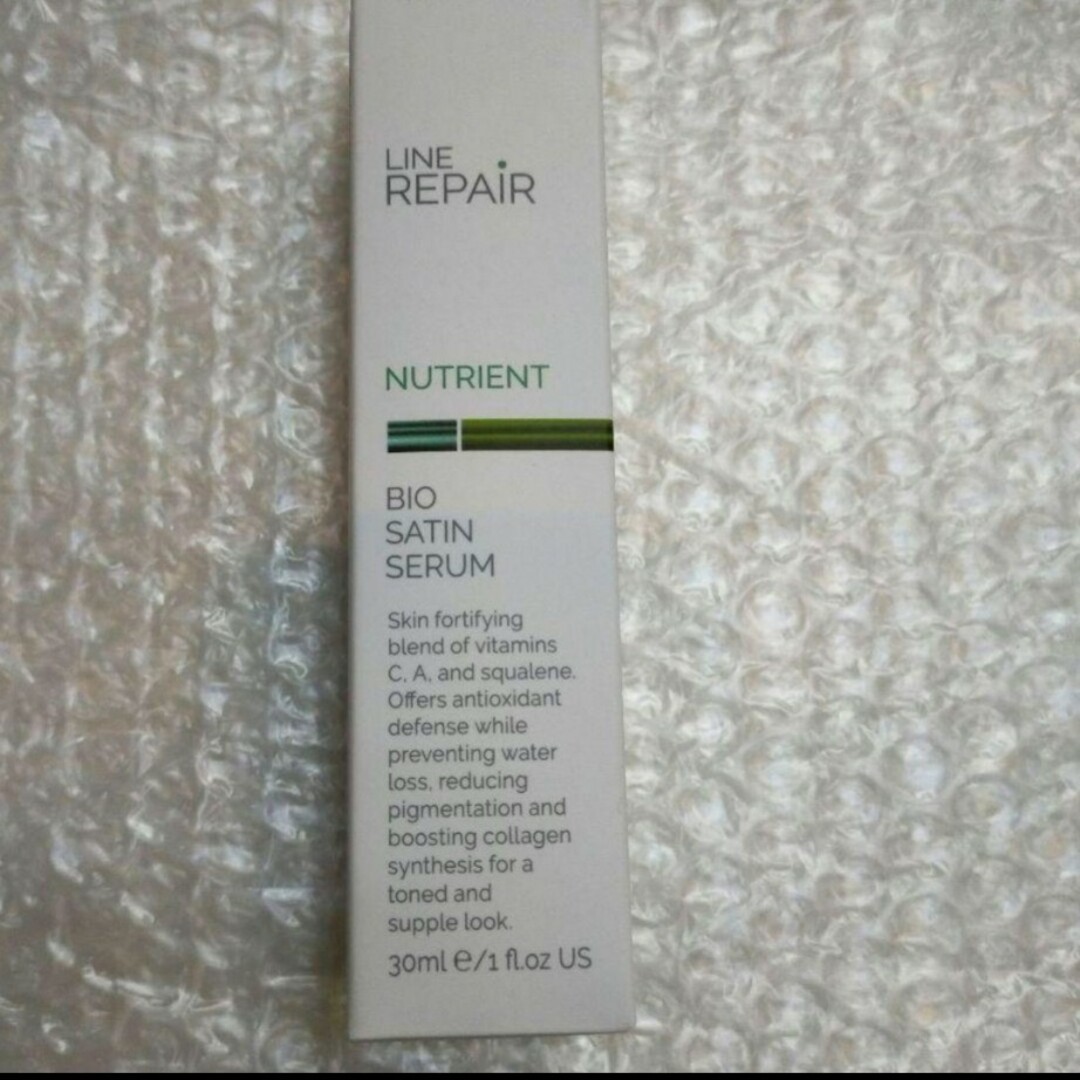 LINE
REPAiR
NUTRIENT
BIO
SATIN
SERUM
Skin fortifying
blend of vitamins
C, A, and squalene.
Offers antioxidant
defense while
preventing water
loss, reducing
pigmentation and
boosting collagen
synthesis for a
toned and
supple look.
30ml ℮/1 fl.oz US